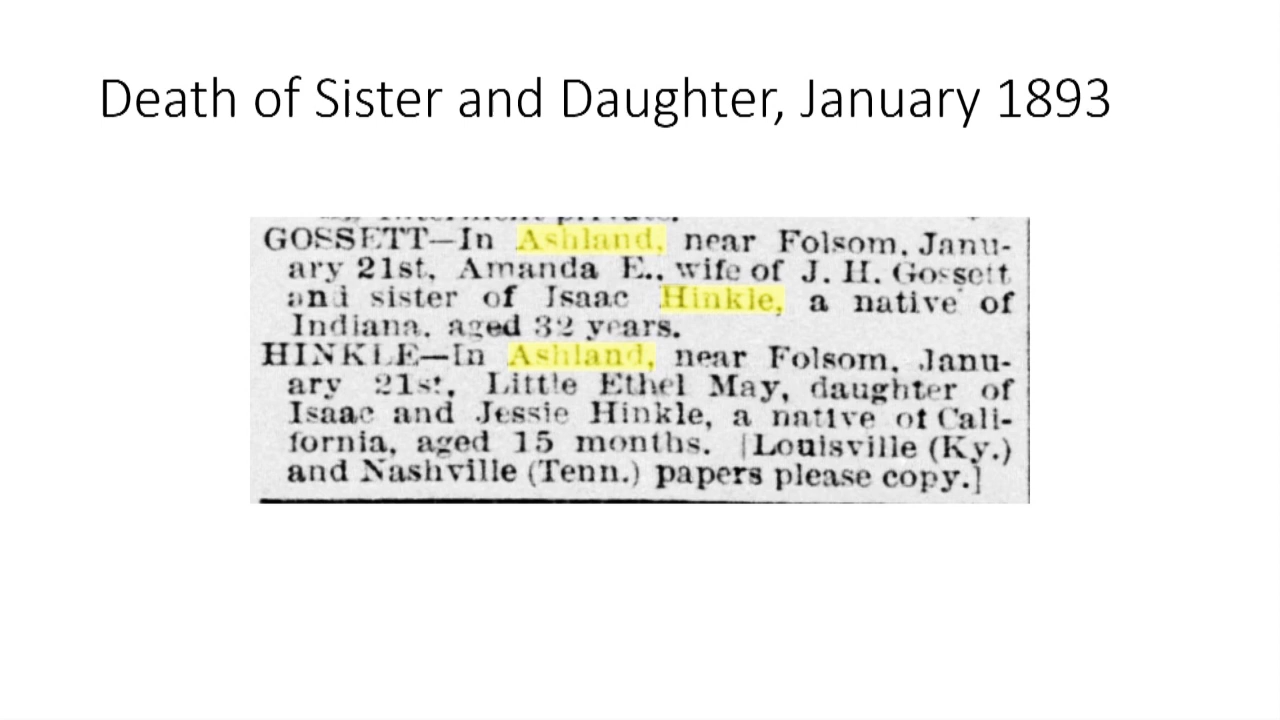 Death of Sister and Daughter, January 1893
interment private.
GOSSETT—In Ashland, near Folsom, Janu-
ary 21st, Amanda E., wife of J. H. Gossett
and sister of Isaac Hinkle, a native of
Indiana, aged 32 years.
HINKLE—In Ashland, near Folsom, Janu-
ary 21st, Little Ethel May, daughter of
Isaac and Jessie Hinkle, a native of Cali-
fornia, aged 15 months. [Louisville (Ky.)
and Nashville (Tenn.) papers please copy.]